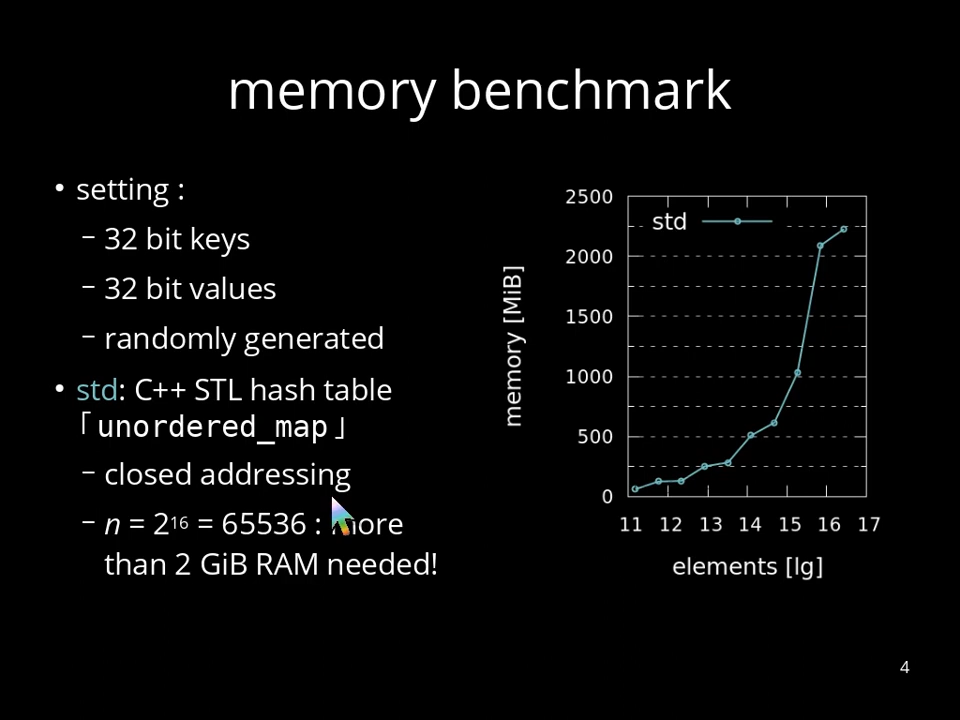 memory benchmark
• setting :
– 32 bit keys
– 32 bit values
– randomly generated
• std: C++ STL hash table
「unordered_map」
– closed addressing
– n = 2¹⁶ = 65536 : more
than 2 GiB RAM needed!
std
memory [MiB]
2500
2000
1500
1000
500
0
11 12 13 14 15 16 17
elements [lg]
4